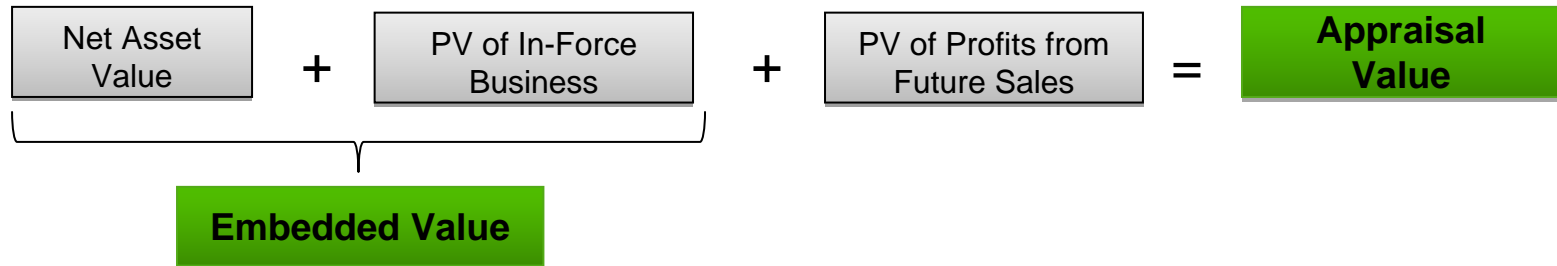 Net Asset
Value
+
PV of In-Force
Business
+
PV of Profits from
Future Sales
=
Appraisal
Value
Embedded Value